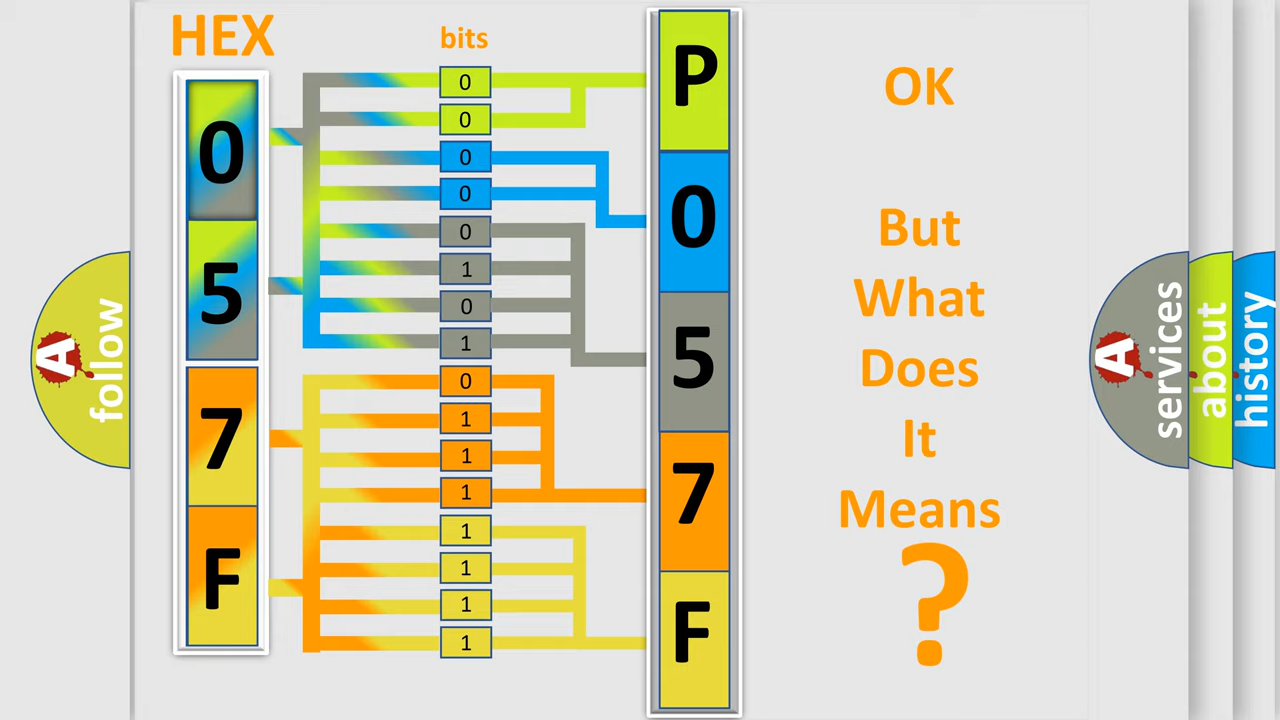 HEX
bits
0
5
7
F
0
0
0
0
0
1
0
1
0
1
1
1
1
1
1
1
P
0
5
7
F
OK
But
What
Does
It
Means
?
A
follow
A
services
about
history